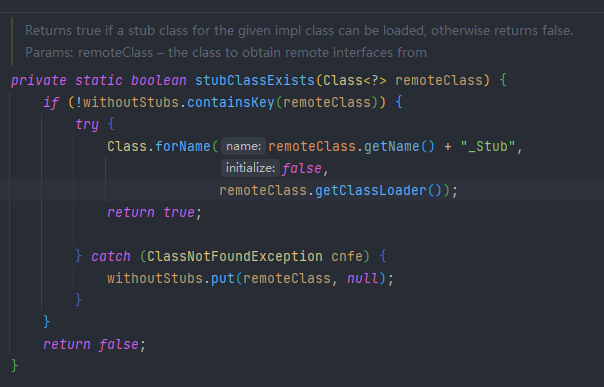 Returns true if a stub class for the given impl class can be loaded, otherwise returns false.
Params: remoteClass – the class to obtain remote interfaces from
private static boolean stubClassExists(Class<?> remoteClass) {
if (!withoutStubs.containsKey(remoteClass)) {
try {
Class.forName( name: remoteClass.getName() + "_Stub",
initialize: false,
remoteClass.getClassLoader());
return true;
} catch (ClassNotFoundException cnfe) {
withoutStubs.put(remoteClass, null);
}
}
return false;
}